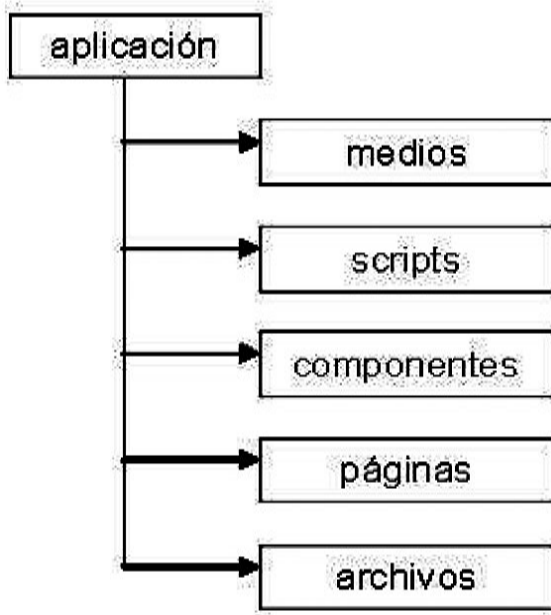 aplicación
medios
scripts
componentes
páginas
archivos